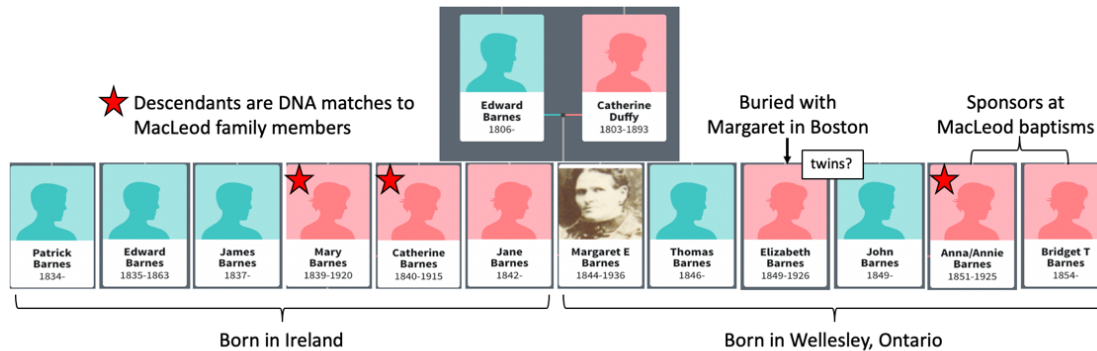 Edward
Barnes
1806-
Catherine
Duffy
1803-1893
Descendants are DNA matches to
MacLeod family members
Buried with
Margaret in Boston
Sponsors at
MacLeod baptisms
twins?
Patrick
Barnes
1834-
Edward
Barnes
1835-1863
James
Barnes
1837-
Mary
Barnes
1839-1920
Catherine
Barnes
1840-1915
Jane
Barnes
1842-
Margaret E
Barnes
1844-1936
Thomas
Barnes
1846-
Elizabeth
Barnes
1849-1926
John
Barnes
1849-
Anna/Annie
Barnes
1851-1925
Bridget T
Barnes
1854-
Born in Ireland
Born in Wellesley, Ontario